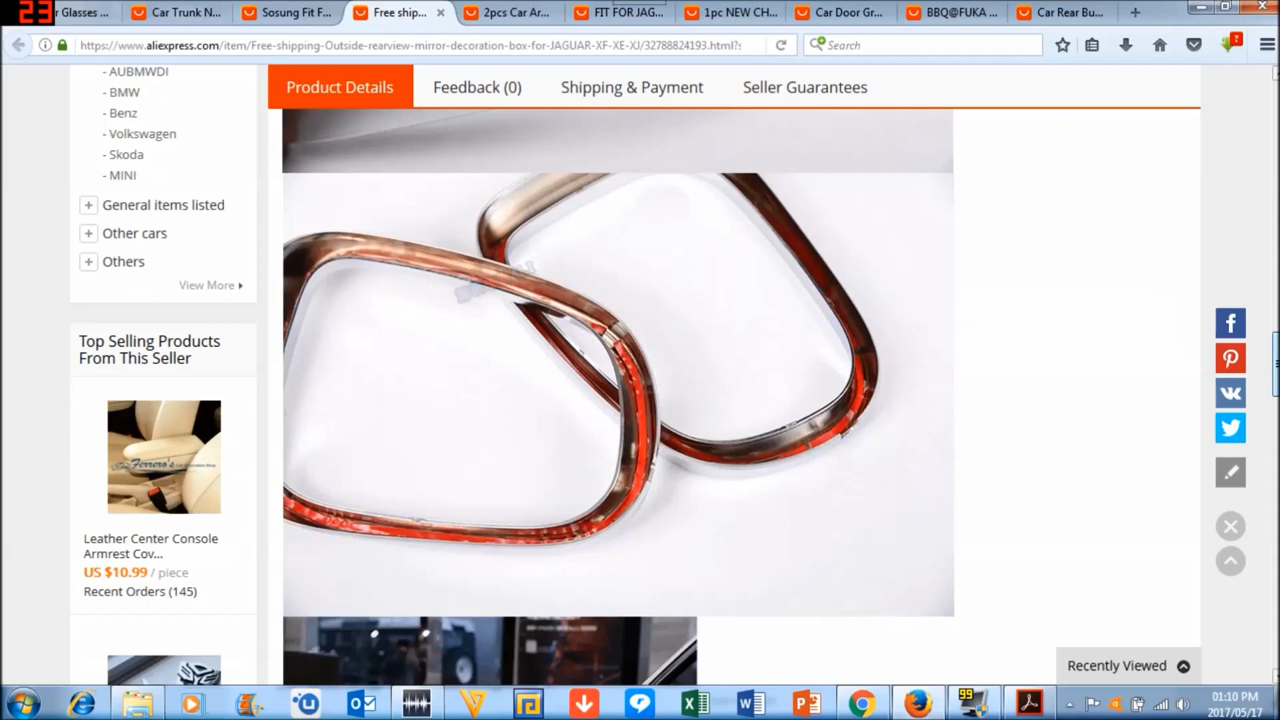 23
r Glasses ...
Car Trunk N...
Sosung Fit F...
Free ship...
2pcs Car Ar...
FIT FOR JAG...
1pc NEW CH...
Car Door Gr...
BBQ@FUKA ...
Car Rear Bu...
https://www.aliexpress.com/item/Free-shipping-Outside-rearview-mirror-decoration-box-for-JAGUAR-XF-XE-XJ/32788824193.html?s
Search
?
- AUBMWDI
- BMW
- Benz
- Volkswagen
- Skoda
- MINI
General items listed
Other cars
Others
View More
Top Selling Products
From This Seller
Ferrero's
Leather Center Console
Armrest Cov...
US $10.99 / piece
Recent Orders (145)
Product Details
Feedback (0)
Shipping & Payment
Seller Guarantees
Recently Viewed
99
01:10 PM
2017/05/17